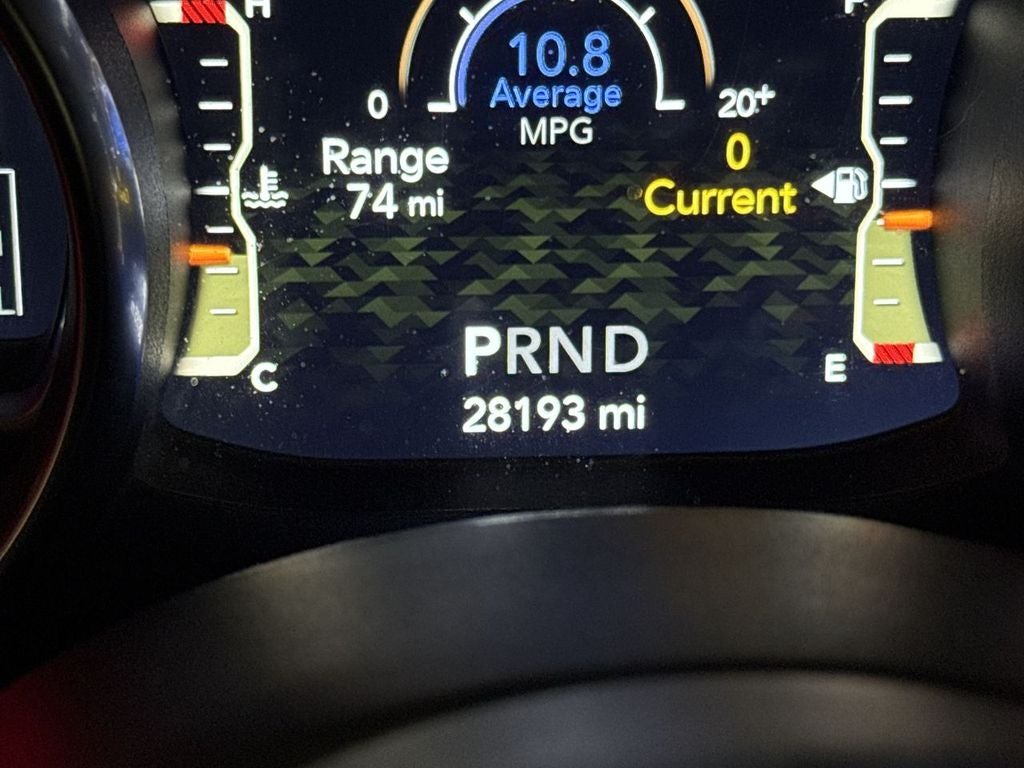 H
F
10.8
Average
MPG
0
20+
Range
74 mi
0
Current
PRND
28193 mi
C
E